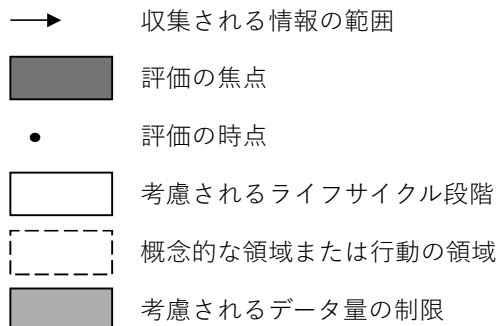 収集される情報の範囲
評価の焦点
評価の時点
考慮されるライフサイクル段階
概念的な領域または行動の領域
考慮されるデータ量の制限